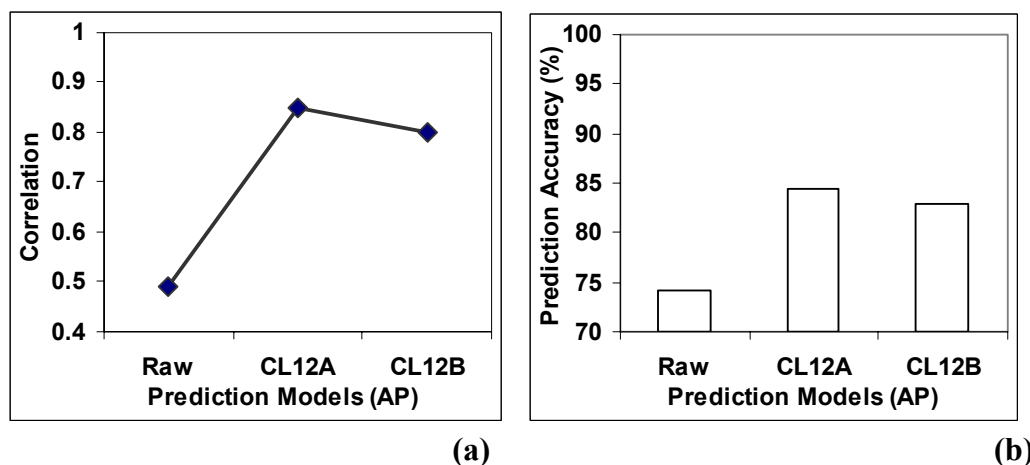 1
0.9
0.8
0.7
0.6
0.5
0.4
Correlation
Raw CL12A CL12B
Prediction Models (AP)
(a)
100
95
90
85
80
75
70
Prediction Accuracy (%)
Raw CL12A CL12B
Prediction Models (AP)
(b)